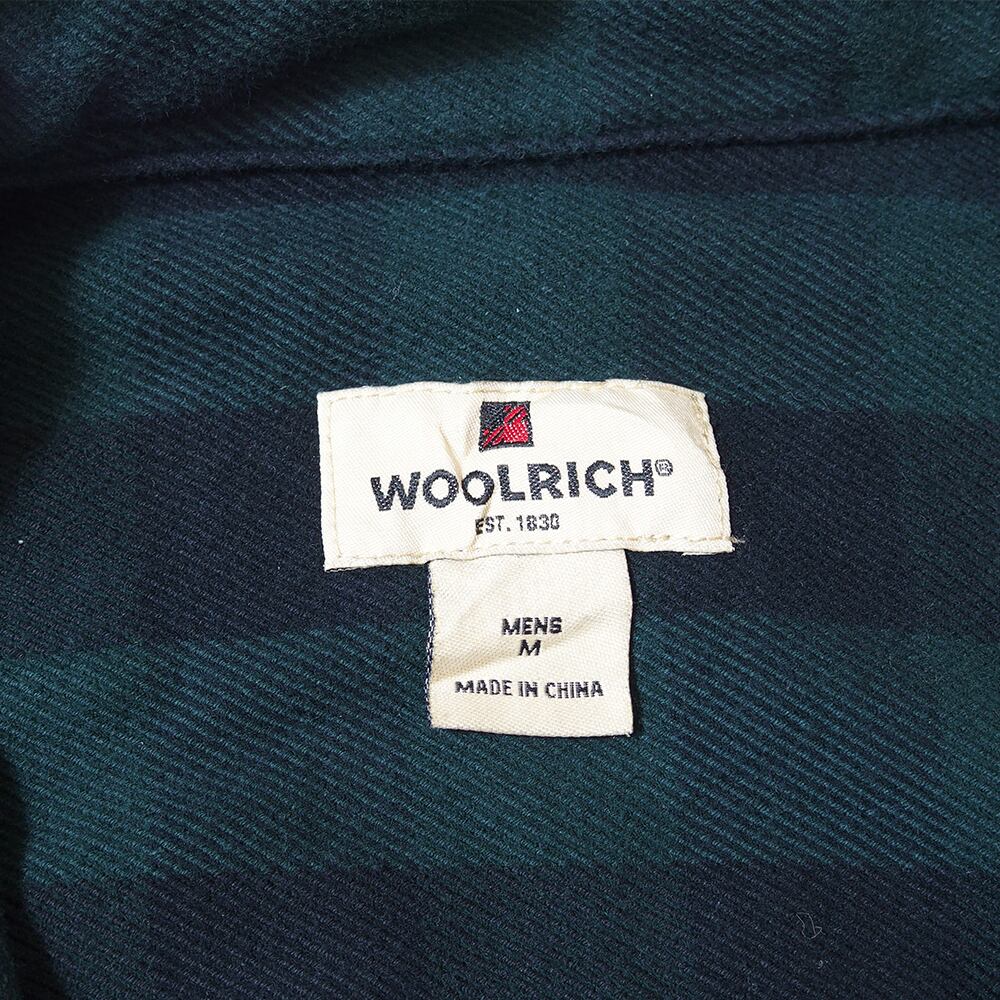 WOOLRICH®
EST. 1830
MENS
M
MADE IN CHINA